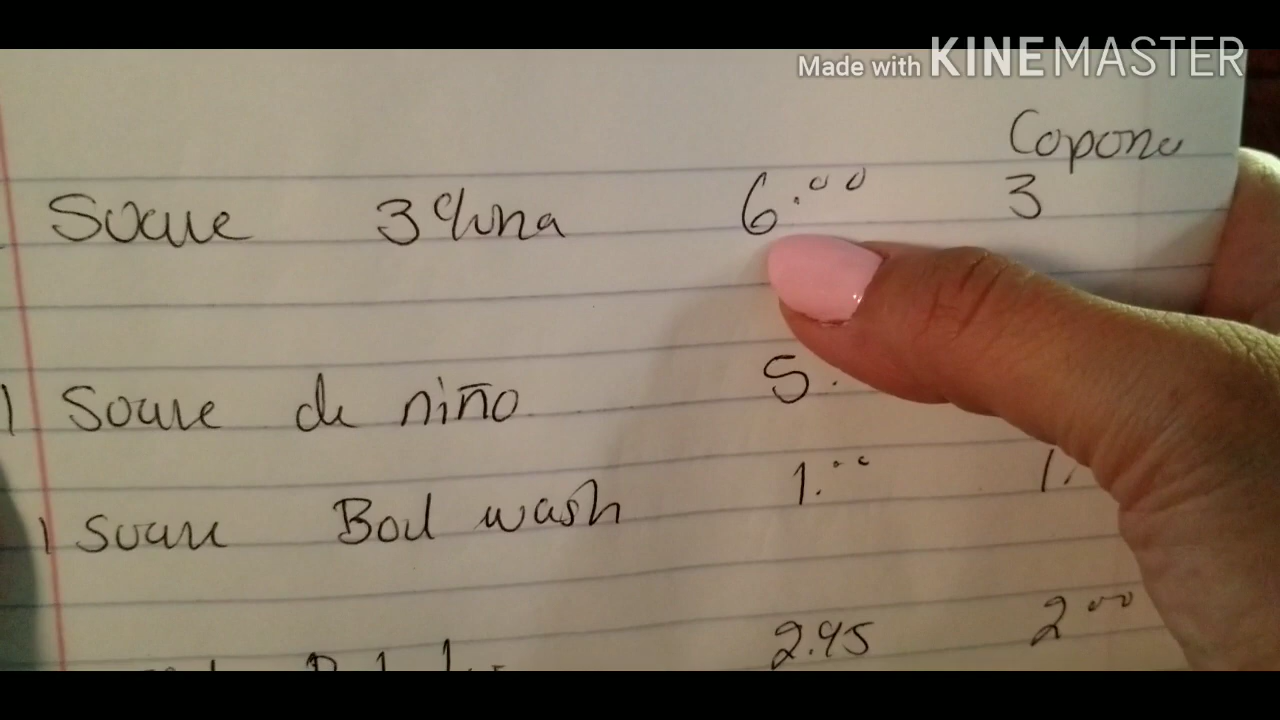 Made with KINEMASTER
Copone
Suave 3 c/una 6.00 3
1 Suave de niño 5.
1 Suave Bod wash 1.00 1.
2.95 2 00